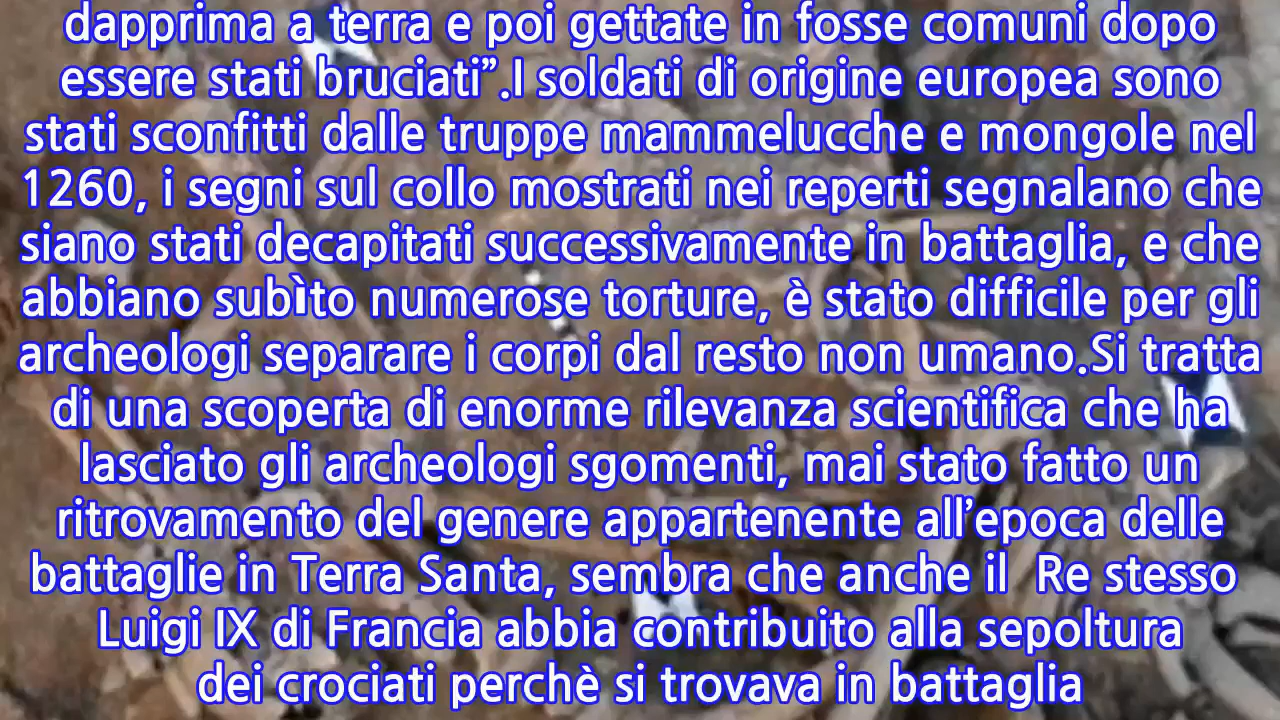 dapprima a terra e poi gettate in fosse comuni dopo
essere stati bruciati”.I soldati di origine europea sono
stati sconfitti dalle truppe mammelucche e mongole nel
1260, i segni sul collo mostrati nei reperti segnalano che
siano stati decapitati successivamente in battaglia, e che
abbiano subìto numerose torture, è stato difficile per gli
archeologi separare i corpi dal resto non umano.Si tratta
di una scoperta di enorme rilevanza scientifica che ha
lasciato gli archeologi sgomenti, mai stato fatto un
ritrovamento del genere appartenente all’epoca delle
battaglie in Terra Santa, sembra che anche il  Re stesso
Luigi IX di Francia abbia contribuito alla sepoltura
dei crociati perchè si trovava in battaglia